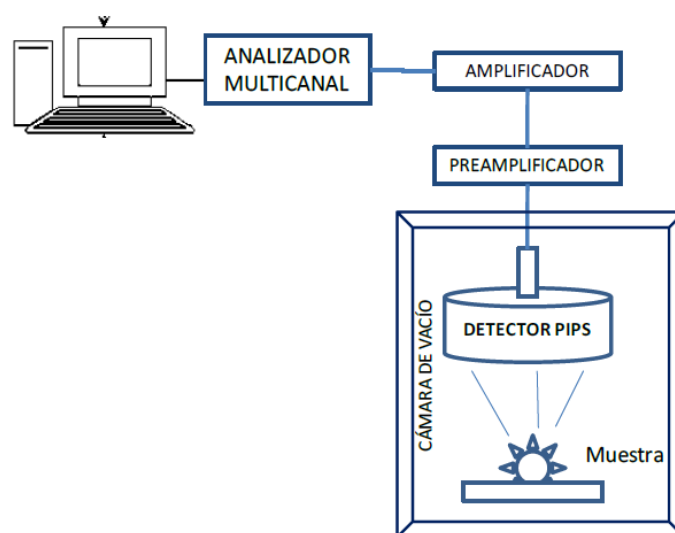 ANALIZADOR
MULTICANAL
AMPLIFICADOR
PREAMPLIFICADOR
CÁMARA DE VACÍO
DETECTOR PIPS
Muestra